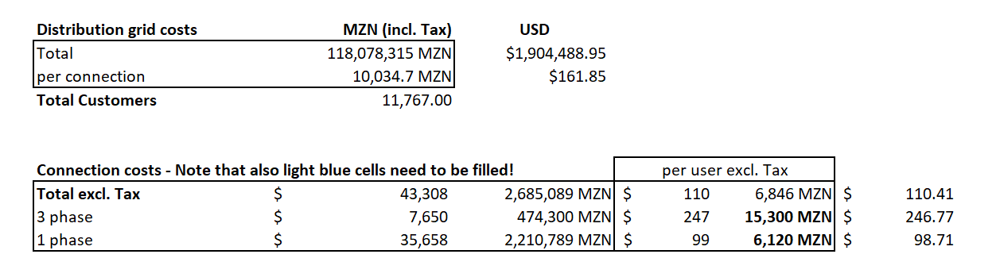 Distribution grid costs MZN (incl. Tax) USD
Total 118,078,315 MZN $1,904,488.95
per connection 10,034.7 MZN $161.85
Total Customers 11,767.00
Connection costs - Note that also light blue cells need to be filled! per user excl. Tax
Total excl. Tax $ 43,308 2,685,089 MZN $ 110 6,846 MZN $ 110.41
3 phase $ 7,650 474,300 MZN $ 247 15,300 MZN $ 246.77
1 phase $ 35,658 2,210,789 MZN $ 99 6,120 MZN $ 98.71